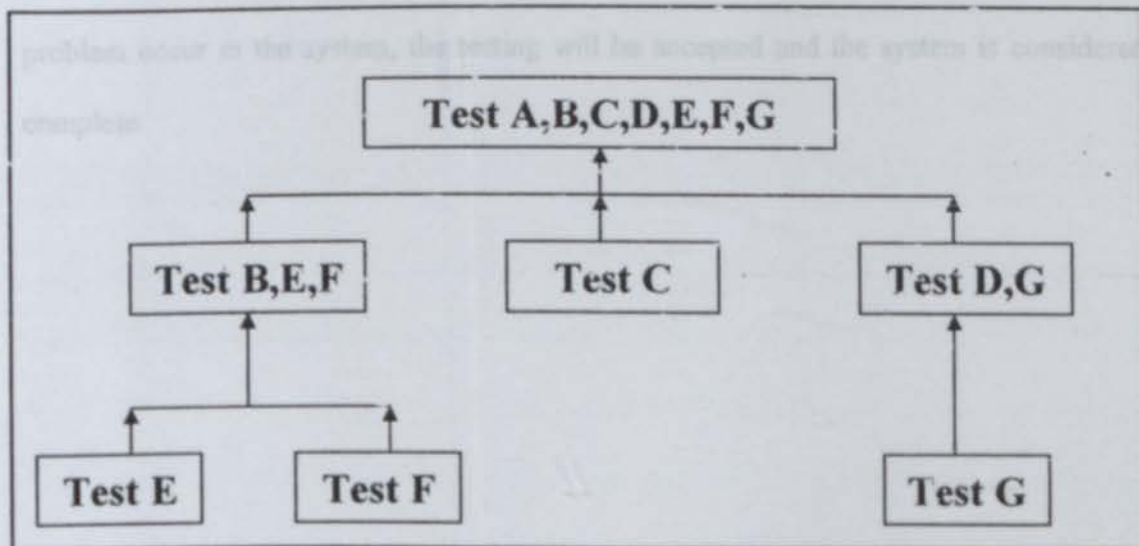 problem occur in the system, the testing will be accepted and the system is considered
complete.
Test A,B,C,D,E,F,G
Test B,E,F
Test C
Test D,G
Test E
Test F
Test G